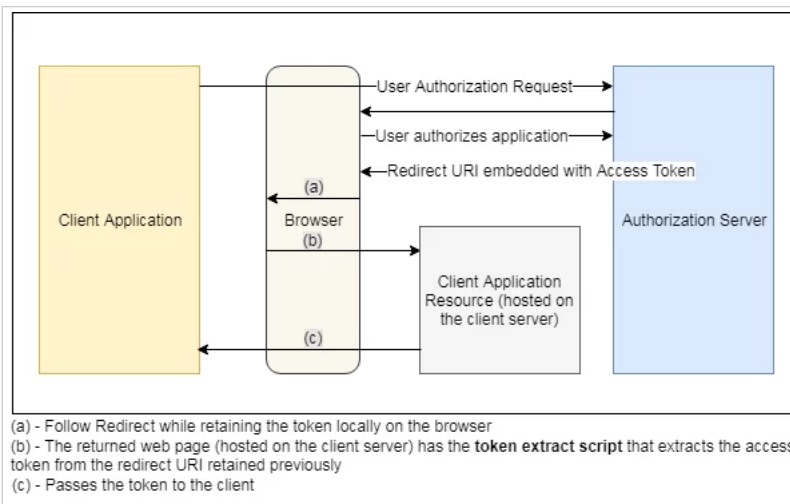 User Authorization Request
User authorizes application
Redirect URI embedded with Access Token
(a)
Client Application
Browser
Authorization Server
(b)
Client Application
Resource (hosted on
the client server)
(c)
(a) - Follow Redirect while retaining the token locally on the browser
(b) - The returned web page (hosted on the client server) has the token extract script that extracts the access
token from the redirect URI retained previously
(c) - Passes the token to the client